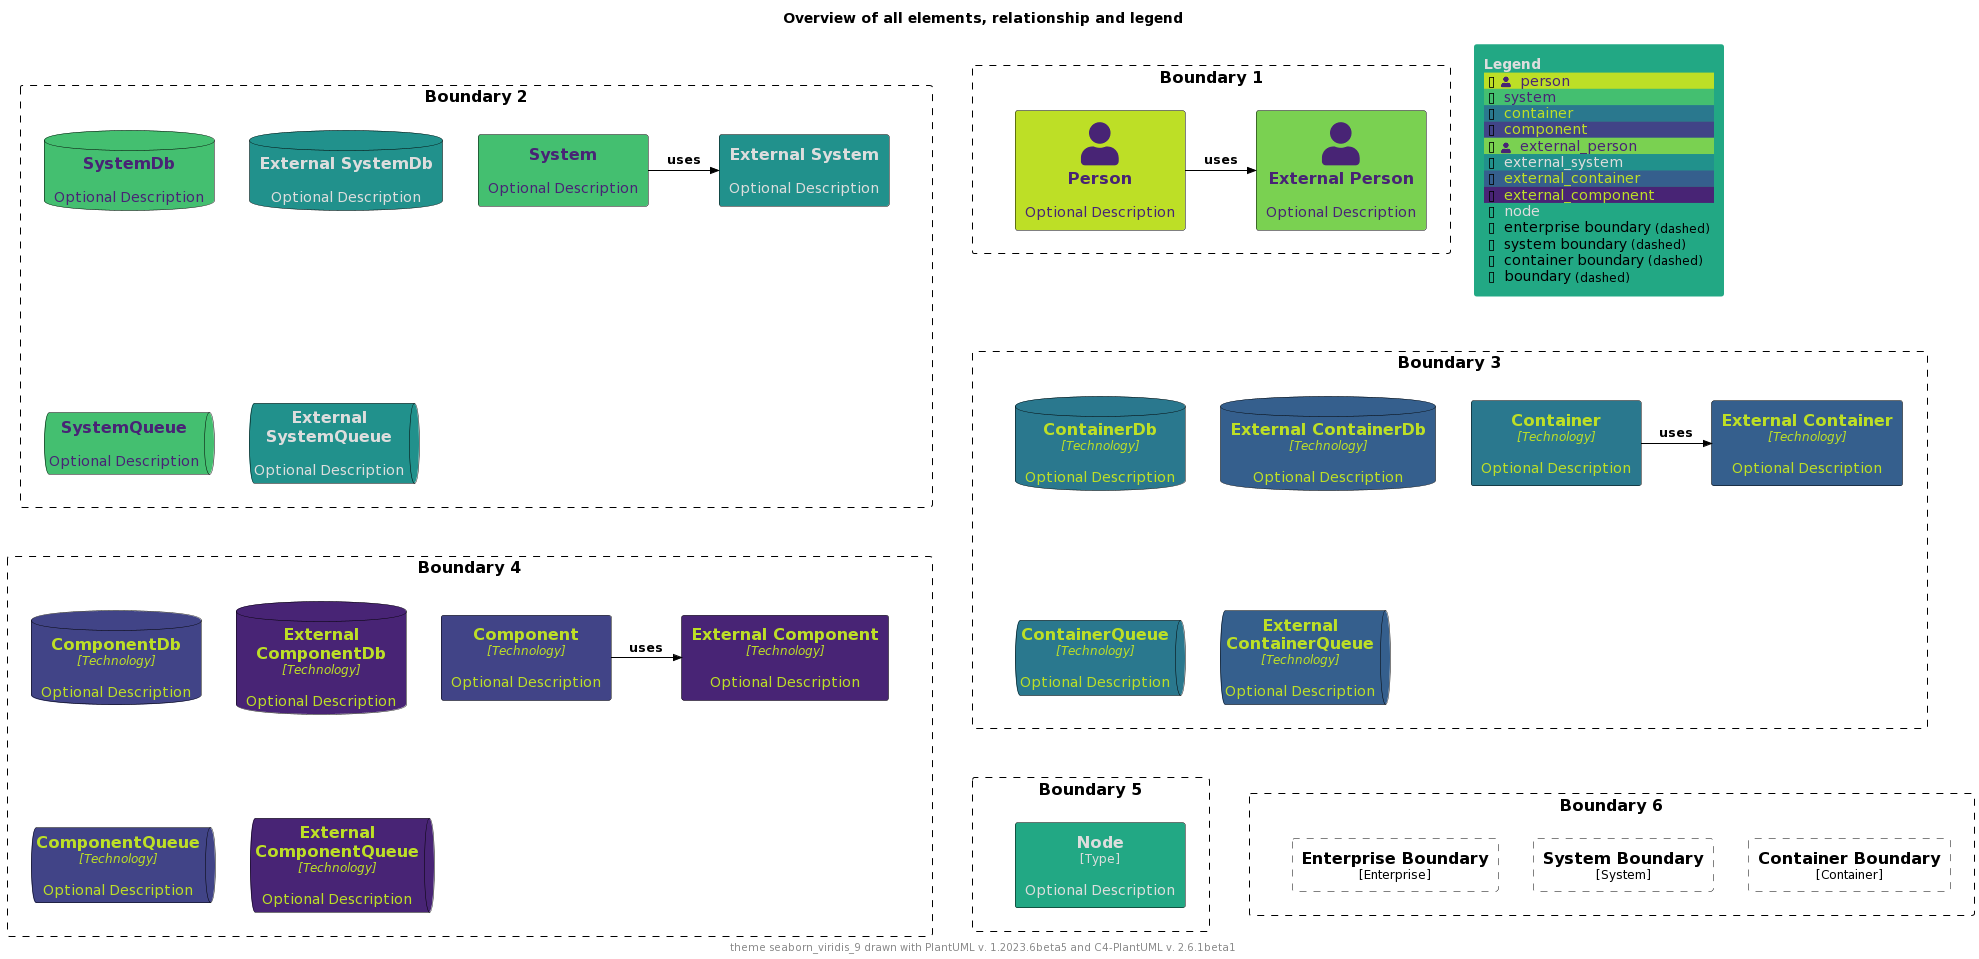 Overview of all elements, relationship and legend
Boundary 2
SystemDb
Optional Description
External SystemDb
Optional Description
System
Optional Description
uses
External System
Optional Description
SystemQueue
Optional Description
External
SystemQueue
Optional Description
Boundary 1
Person
Optional Description
uses
External Person
Optional Description
Legend
person
system
container
component
external_person
external_system
external_container
external_component
node
enterprise boundary (dashed)
system boundary (dashed)
container boundary (dashed)
boundary (dashed)
Boundary 3
ContainerDb
[Technology]
Optional Description
External ContainerDb
[Technology]
Optional Description
Container
[Technology]
Optional Description
uses
External Container
[Technology]
Optional Description
ContainerQueue
[Technology]
Optional Description
External
ContainerQueue
[Technology]
Optional Description
Boundary 4
ComponentDb
[Technology]
Optional Description
External
ComponentDb
[Technology]
Optional Description
Component
[Technology]
Optional Description
uses
External Component
[Technology]
Optional Description
ComponentQueue
[Technology]
Optional Description
External
ComponentQueue
[Technology]
Optional Description
Boundary 5
Node
[Type]
Optional Description
Boundary 6
Enterprise Boundary
[Enterprise]
System Boundary
[System]
Container Boundary
[Container]
theme seaborn_viridis_9 drawn with PlantUML v. 1.2023.6beta5 and C4-PlantUML v. 2.6.1beta1